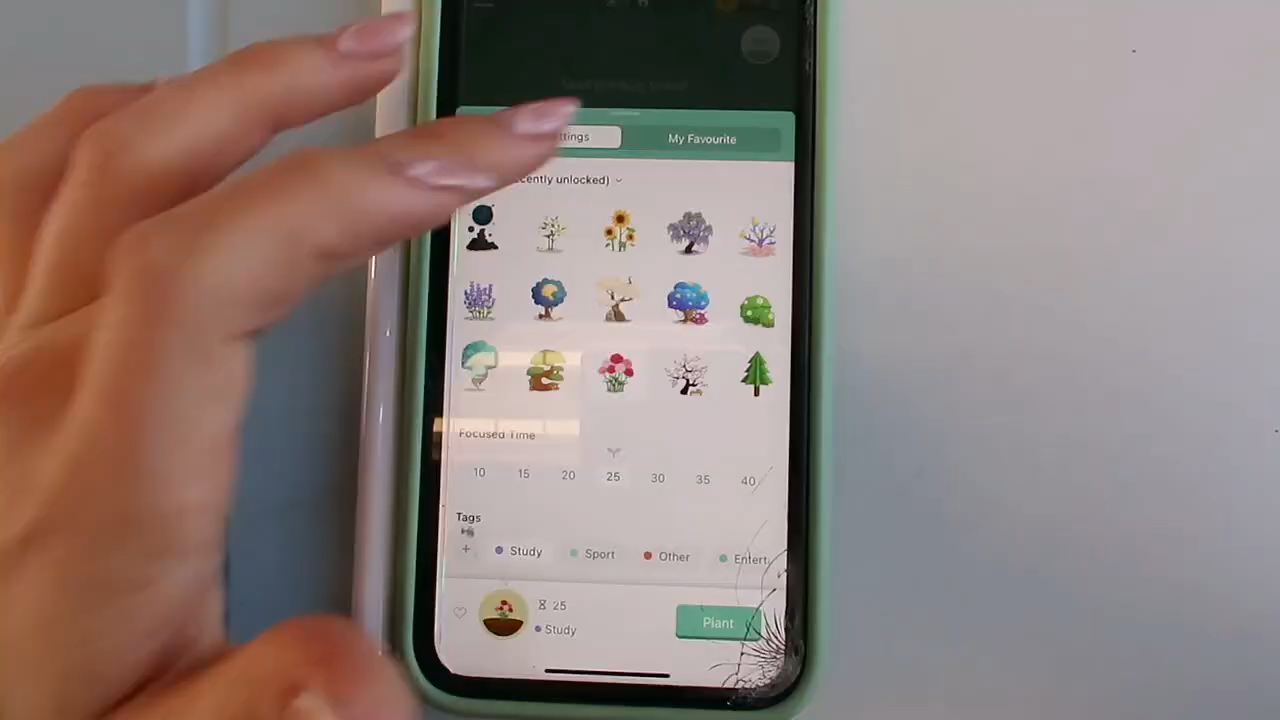 ttings
My Favourite
ecently unlocked)
Focused Time
10 15 20 25 30 35 40
Tags
+ Study Sport Other Entert
25
Study
Plant